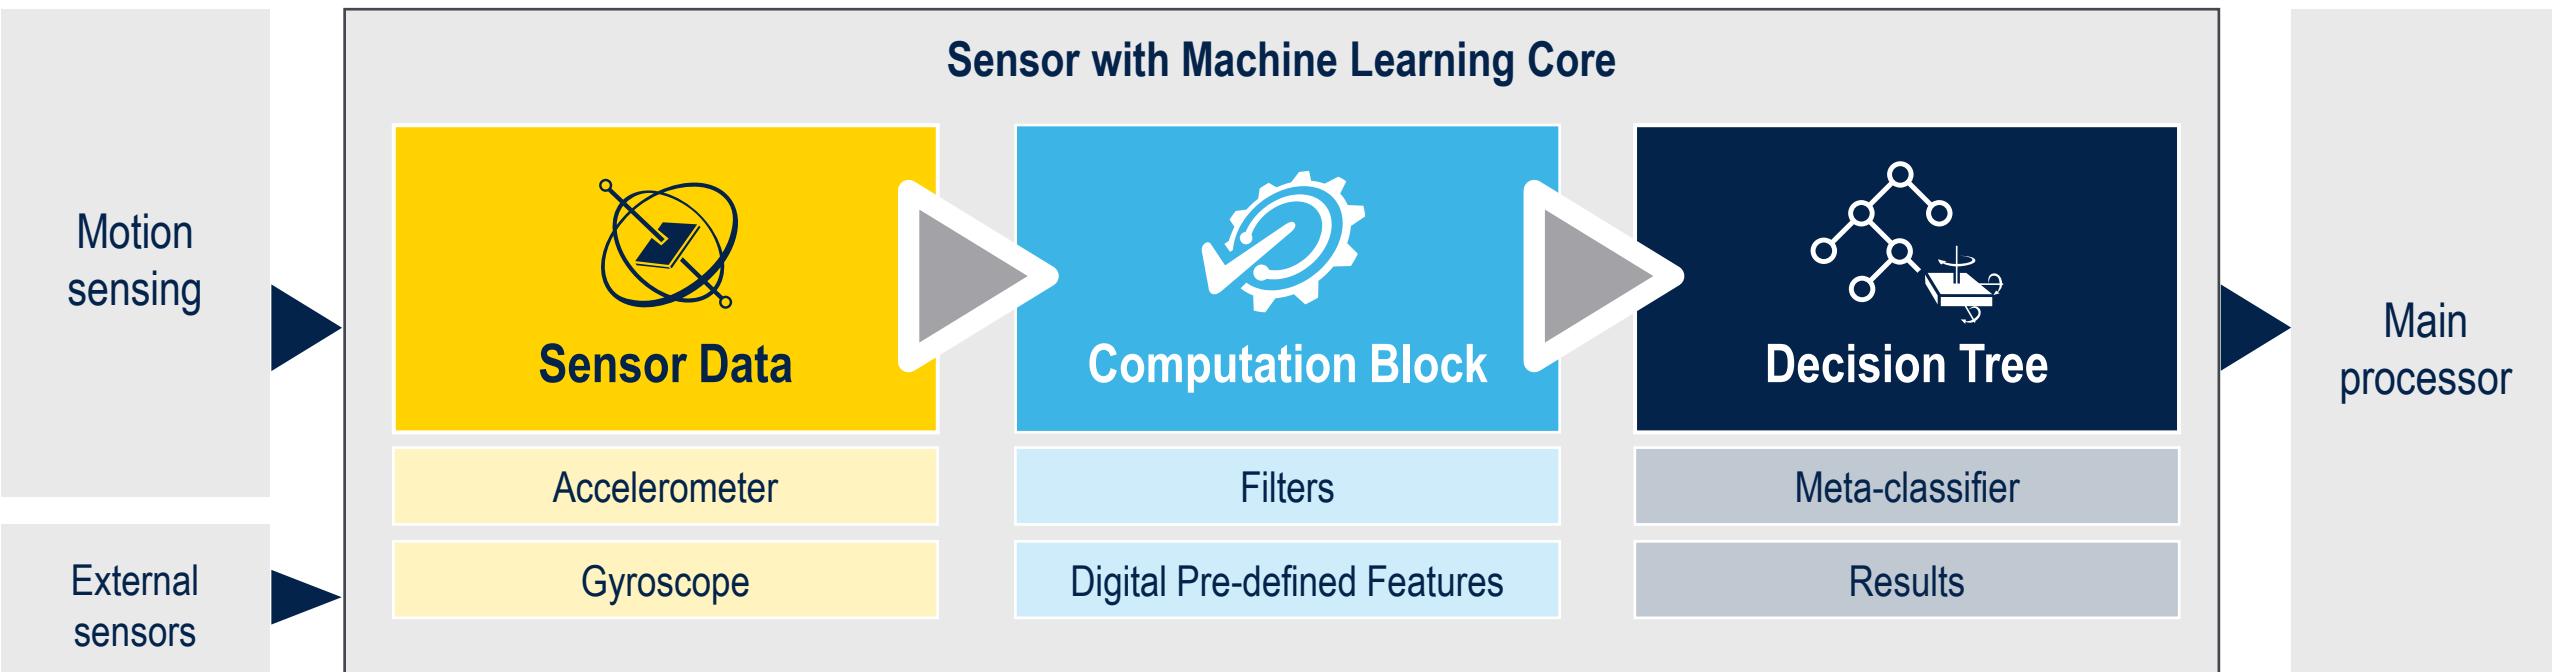 Sensor with Machine Learning Core
Motion
sensing
External
sensors
Sensor Data
Accelerometer
Gyroscope
Computation Block
Filters
Digital Pre-defined Features
Decision Tree
Meta-classifier
Results
Main
processor